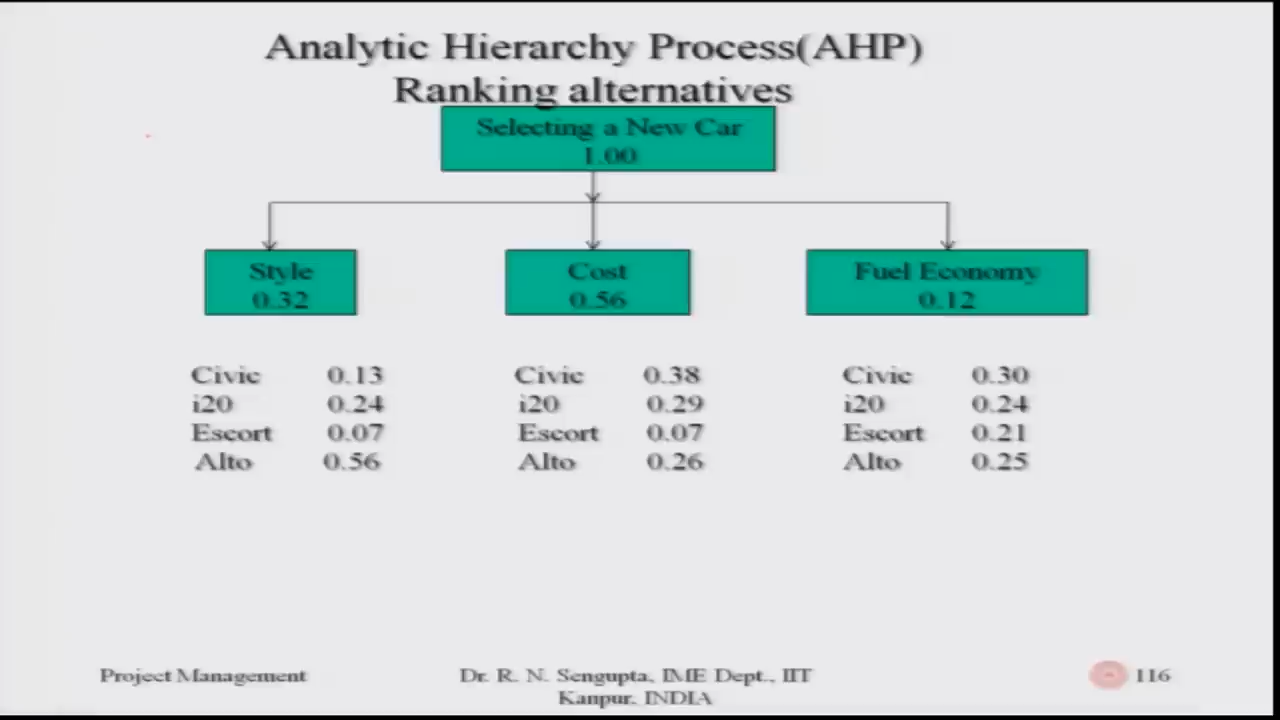 Analytic Hierarchy Process(AHP)
Ranking alternatives
Selecting a New Car
1.00
Style
0.32
Cost
0.56
Fuel Economy
0.12
Civic 0.13
i20 0.24
Escort 0.07
Alto 0.56
Civic 0.38
i20 0.29
Escort 0.07
Alto 0.26
Civic 0.30
i20 0.24
Escort 0.21
Alto 0.25
Project Management
Dr. R. N. Sengupta, IME Dept., IIT
Kanpur, INDIA
116